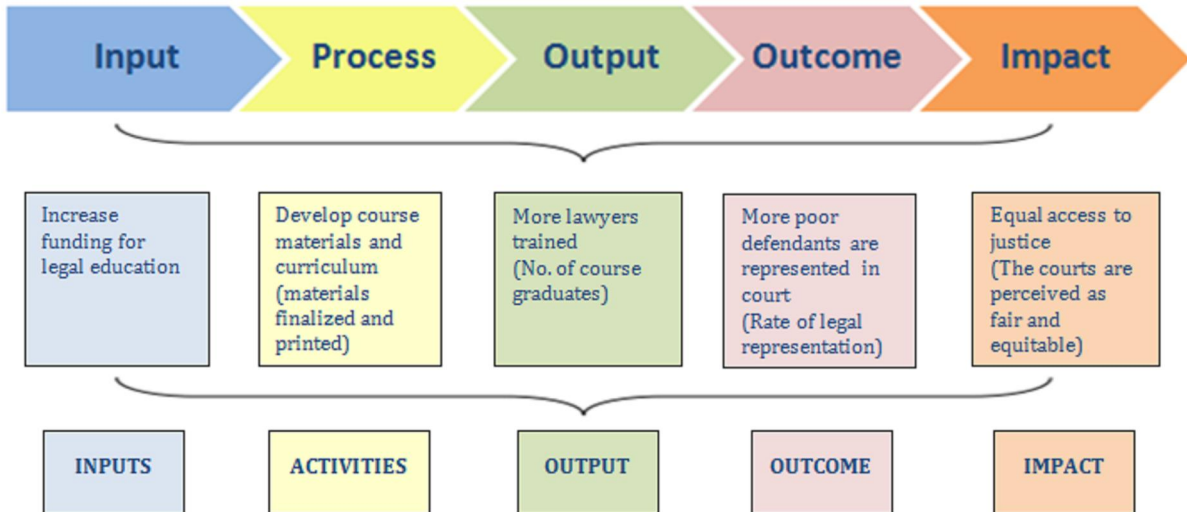 Input
Process
Output
Outcome
Impact
Increase
funding for
legal education
Develop course
materials and
curriculum
(materials
finalized and
printed)
More lawyers
trained
(No. of course
graduates)
More poor
defendants are
represented in
court
(Rate of legal
representation)
Equal access to
justice
(The courts are
perceived as
fair and
equitable)
INPUTS
ACTIVITIES
OUTPUT
OUTCOME
IMPACT